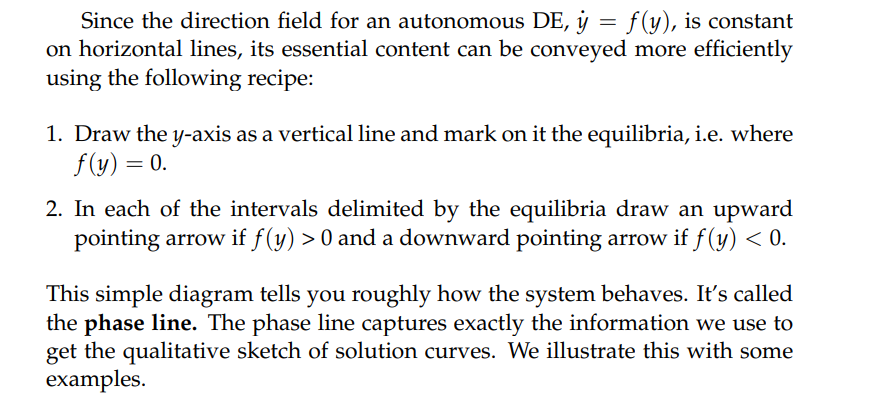 Since the direction field for an autonomous DE, ẏ = f(y), is constant
on horizontal lines, its essential content can be conveyed more efficiently
using the following recipe:
1. Draw the y-axis as a vertical line and mark on it the equilibria, i.e. where
f(y) = 0.
2. In each of the intervals delimited by the equilibria draw an upward
pointing arrow if f(y) > 0 and a downward pointing arrow if f(y) < 0.
This simple diagram tells you roughly how the system behaves. It's called
the phase line. The phase line captures exactly the information we use to
get the qualitative sketch of solution curves. We illustrate this with some
examples.